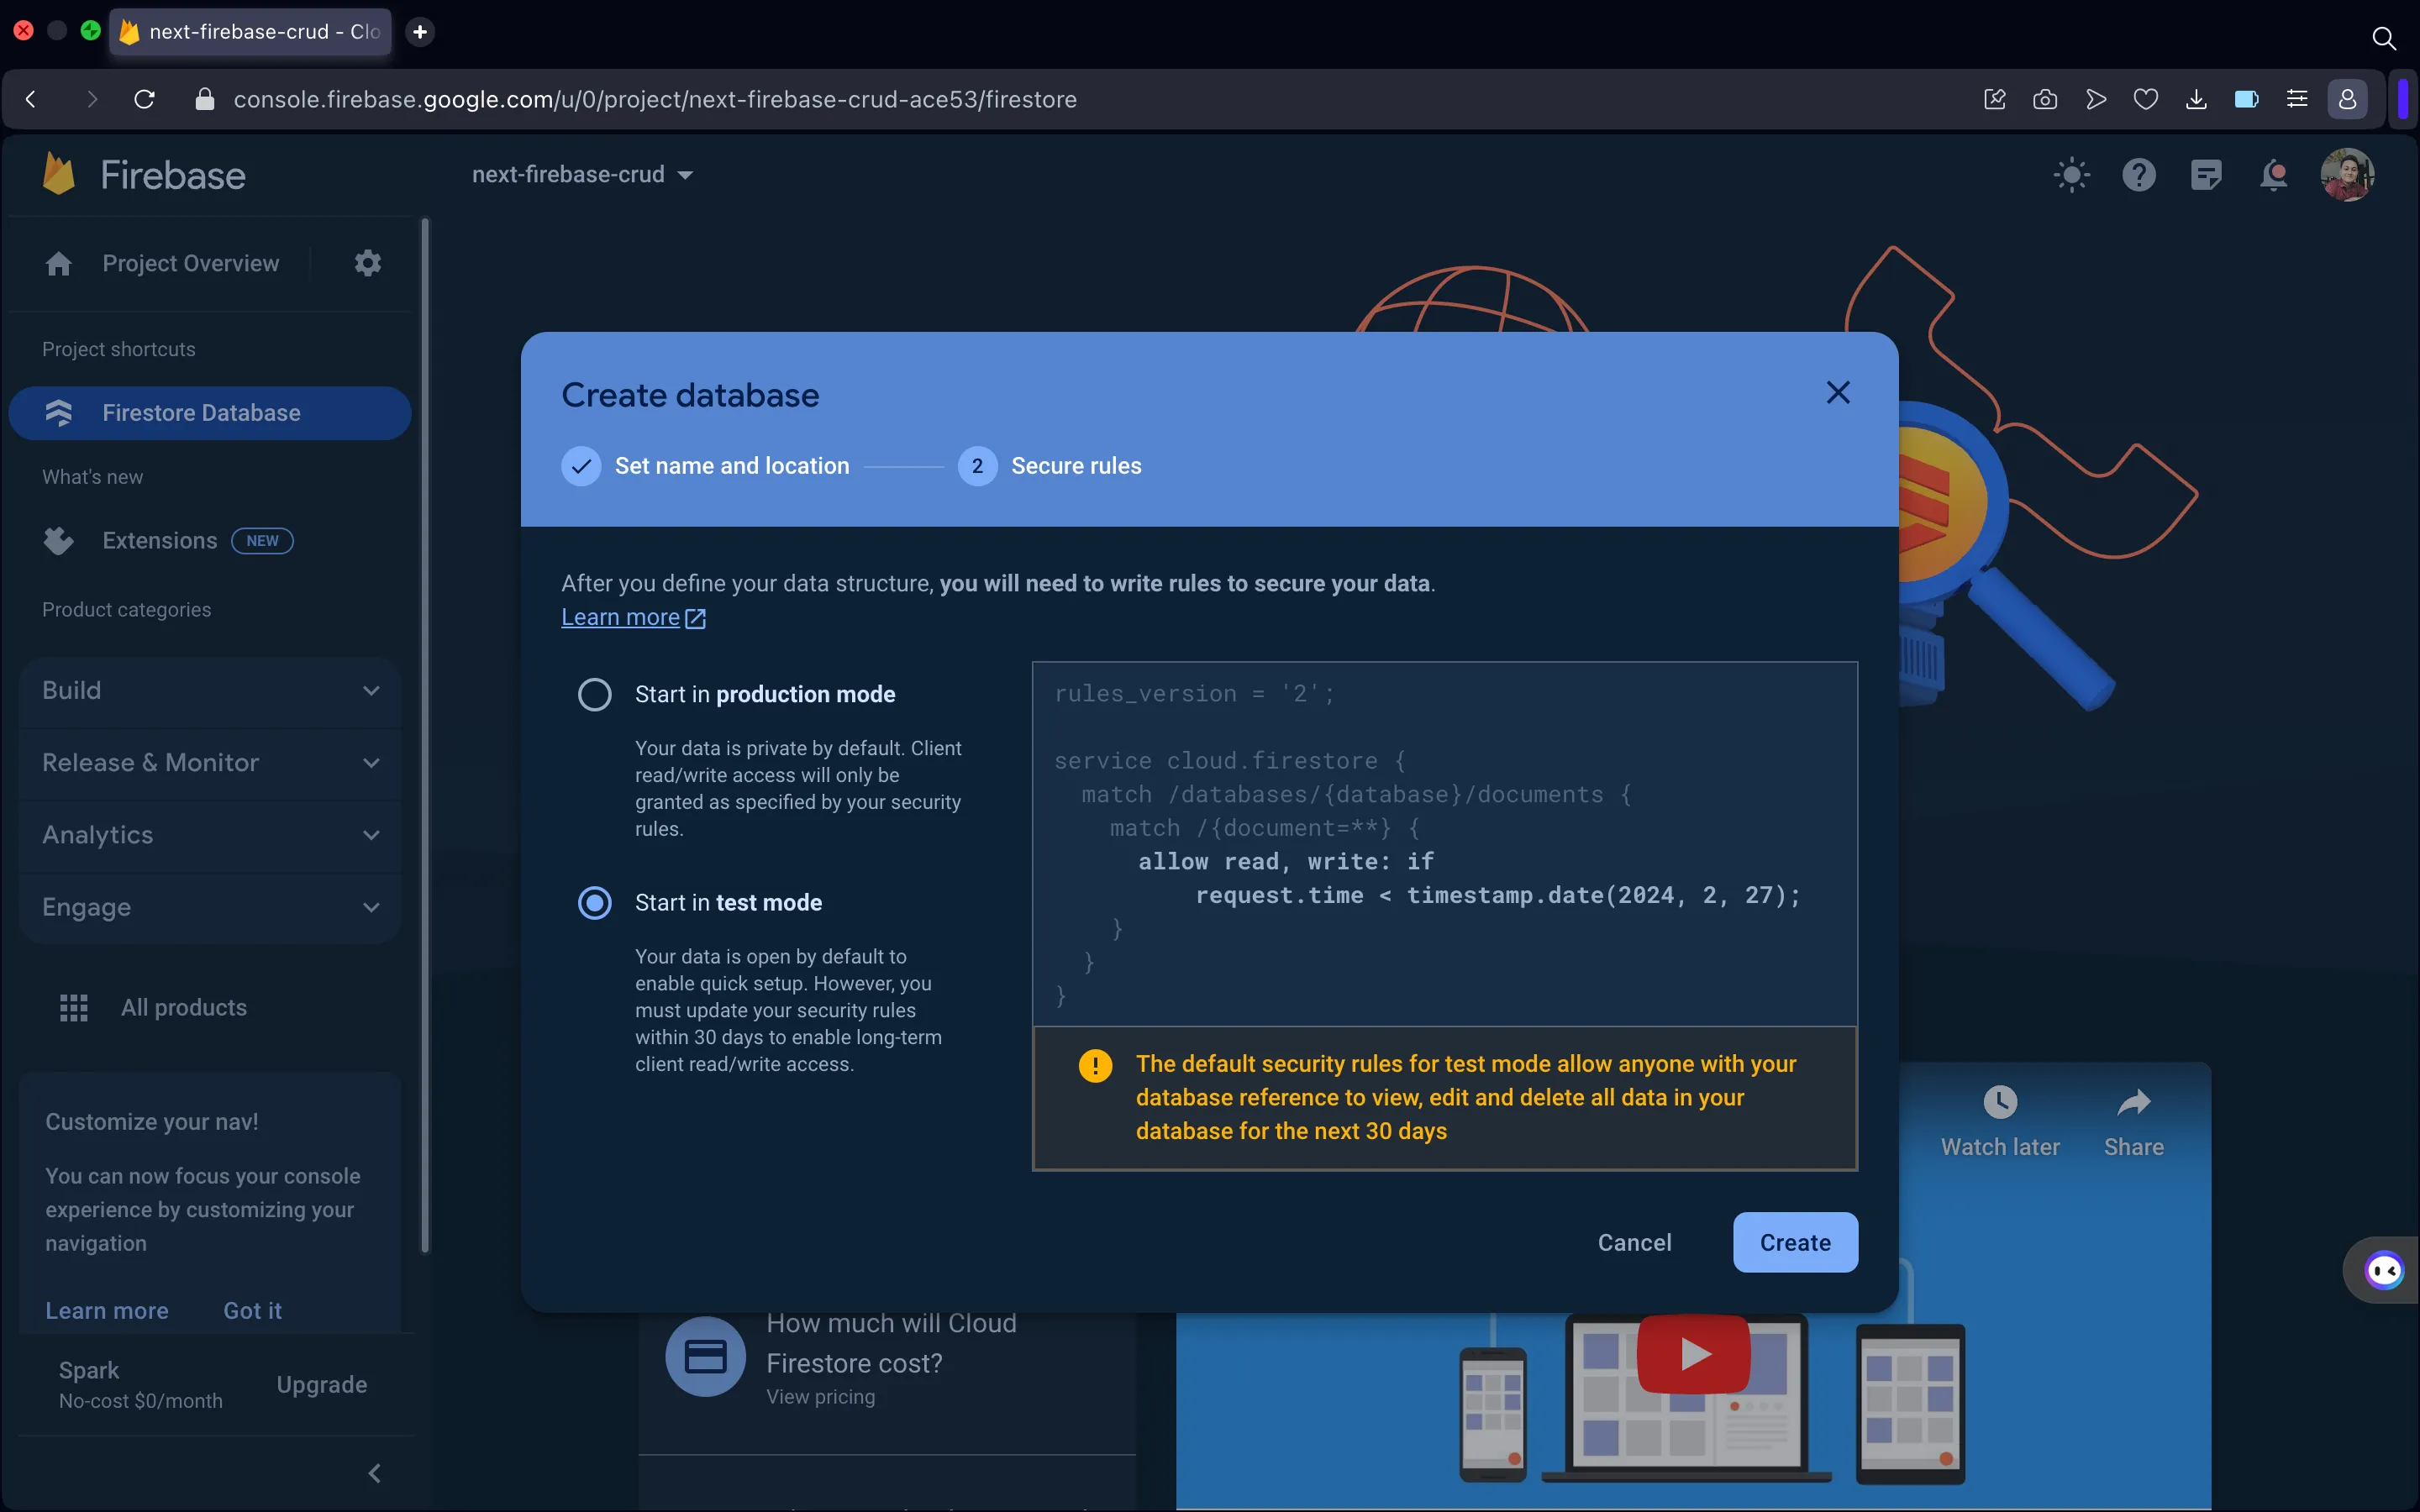 next-firebase-crud - Clo
console.firebase.google.com/u/0/project/next-firebase-crud-ace53/firestore
Firebase
next-firebase-crud
Project Overview
Project shortcuts
Firestore Database
What's new
Extensions NEW
Product categories
Build
Release & Monitor
Analytics
Engage
All products
Customize your nav!
You can now focus your console
experience by customizing your
navigation
Learn more Got it
Spark
No-cost $0/month
Upgrade
Create database
Set name and location
2 Secure rules
After you define your data structure, you will need to write rules to secure your data.
Learn more
Start in production mode
Your data is private by default. Client
read/write access will only be
granted as specified by your security
rules.
Start in test mode
Your data is open by default to
enable quick setup. However, you
must update your security rules
within 30 days to enable long-term
client read/write access.
rules_version = '2';
service cloud.firestore {
match /databases/{database}/documents {
match /{document=**} {
allow read, write: if
request.time < timestamp.date(2024, 2, 27);
}
}
}
The default security rules for test mode allow anyone with your
database reference to view, edit and delete all data in your
database for the next 30 days
Cancel
Create
Watch later
Share
How much will Cloud
Firestore cost?
View pricing